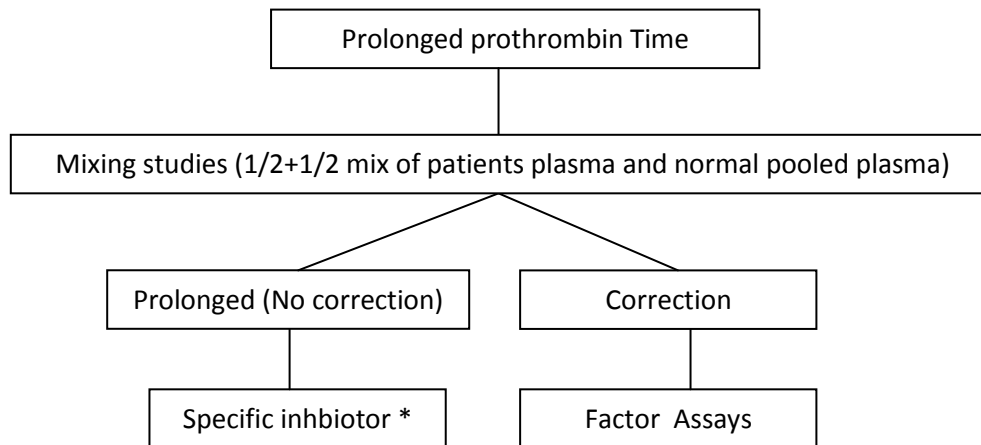 Prolonged prothrombin Time
Mixing studies (1/2+1/2 mix of patients plasma and normal pooled plasma)
Prolonged (No correction)
Correction
Specific inhbiotor *
Factor Assays